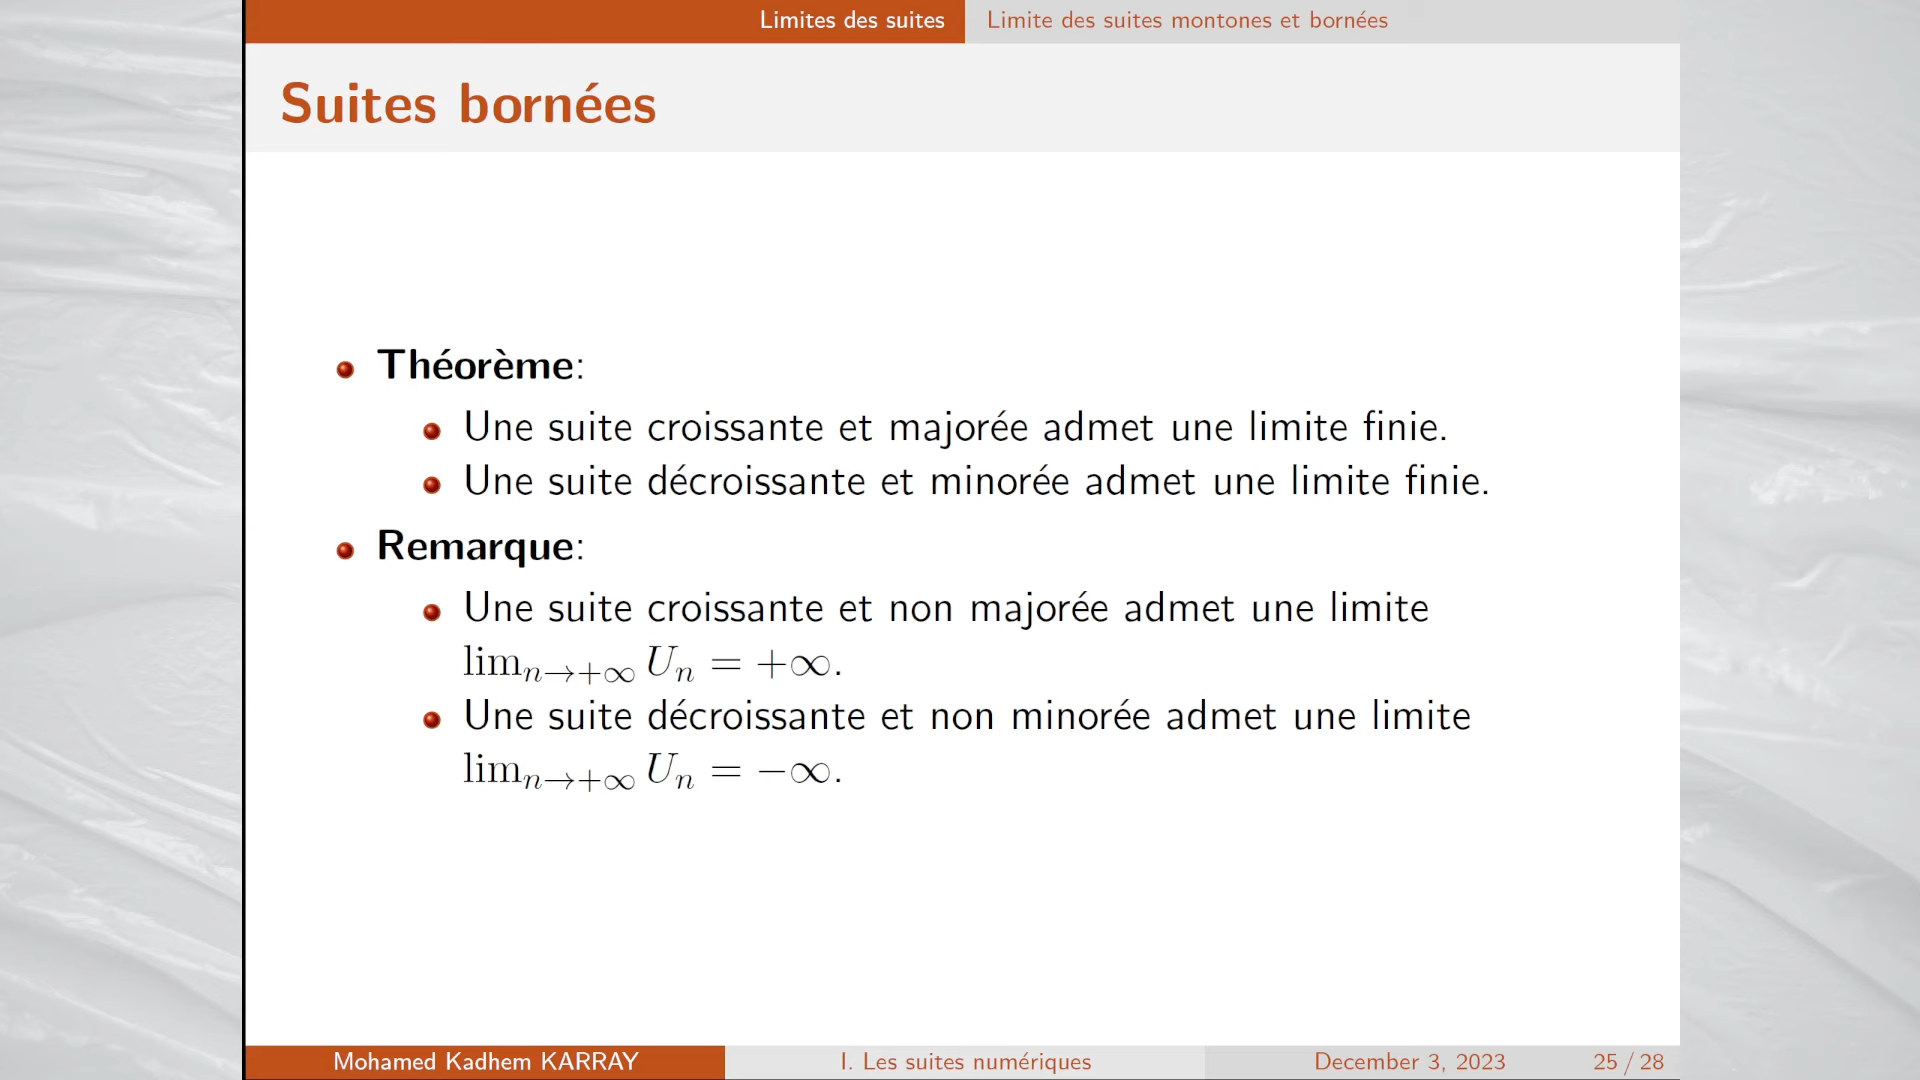 Limites des suites
Limite des suites montones et bornées
Suites bornées
Théorème:
Une suite croissante et majorée admet une limite finie.
Une suite décroissante et minorée admet une limite finie.
Remarque:
Une suite croissante et non majorée admet une limite
lim_{n→+∞} U_n = +∞.
Une suite décroissante et non minorée admet une limite
lim_{n→+∞} U_n = −∞.
Mohamed Kadhem KARRAY
I. Les suites numériques
December 3, 2023
25 / 28